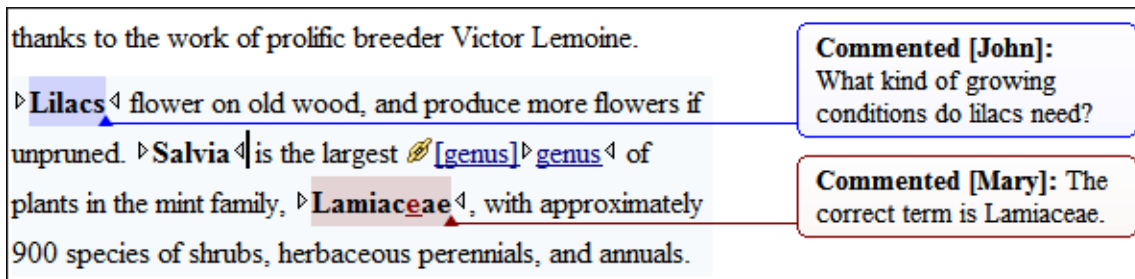 thanks to the work of prolific breeder Victor Lemoine.
Lilacs flower on old wood, and produce more flowers if
unpruned. Salvia is the largest [genus] genus of
plants in the mint family, Lamiaceae, with approximately
900 species of shrubs, herbaceous perennials, and annuals.
Commented [John]:
What kind of growing
conditions do lilacs need?
Commented [Mary]: The
correct term is Lamiaceae.